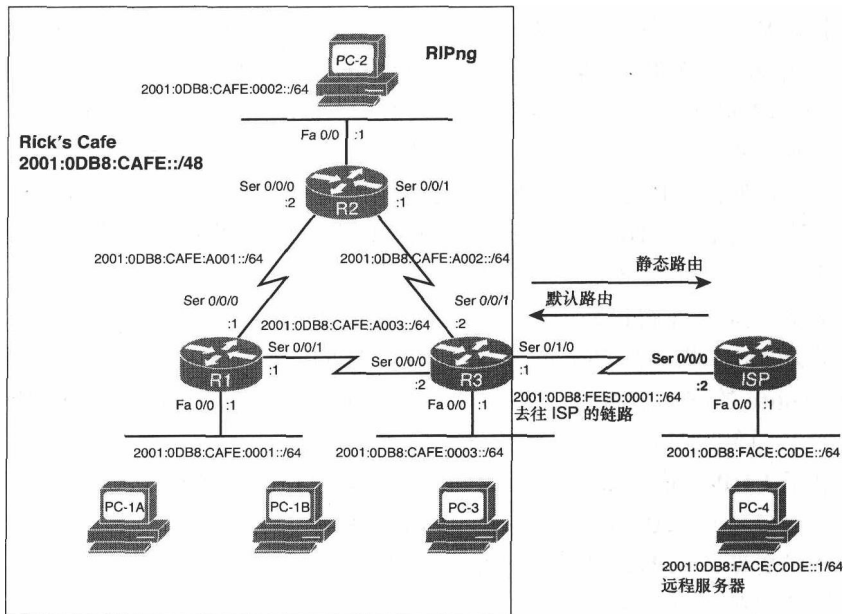 PC-2
RIPng
2001:0DB8:CAFE:0002::/64
Fa 0/0
:1
Rick's Cafe
2001:0DB8:CAFE::/48
Ser 0/0/0
Ser 0/0/1
:2
R2
:1
2001:0DB8:CAFE:A001::/64
2001:0DB8:CAFE:A002::/64
静态路由
默认路由
Ser 0/0/0
Ser 0/0/1
:1
2001:0DB8:CAFE:A003::/64
:2
Ser 0/0/1
Ser 0/0/0
Ser 0/1/0
Ser 0/0/0
R1
:1
:2
R3
:1
:2
ISP
Fa 0/0
:1
Fa 0/0
:1
2001:0DB8:FEED:0001::/64
去往 ISP 的链路
Fa 0/0
:1
2001:0DB8:CAFE:0001::/64
2001:0DB8:CAFE:0003::/64
2001:0DB8:FACE:C0DE::/64
PC-1A
PC-1B
PC-3
PC-4
2001:0DB8:FACE:C0DE::1/64
远程服务器